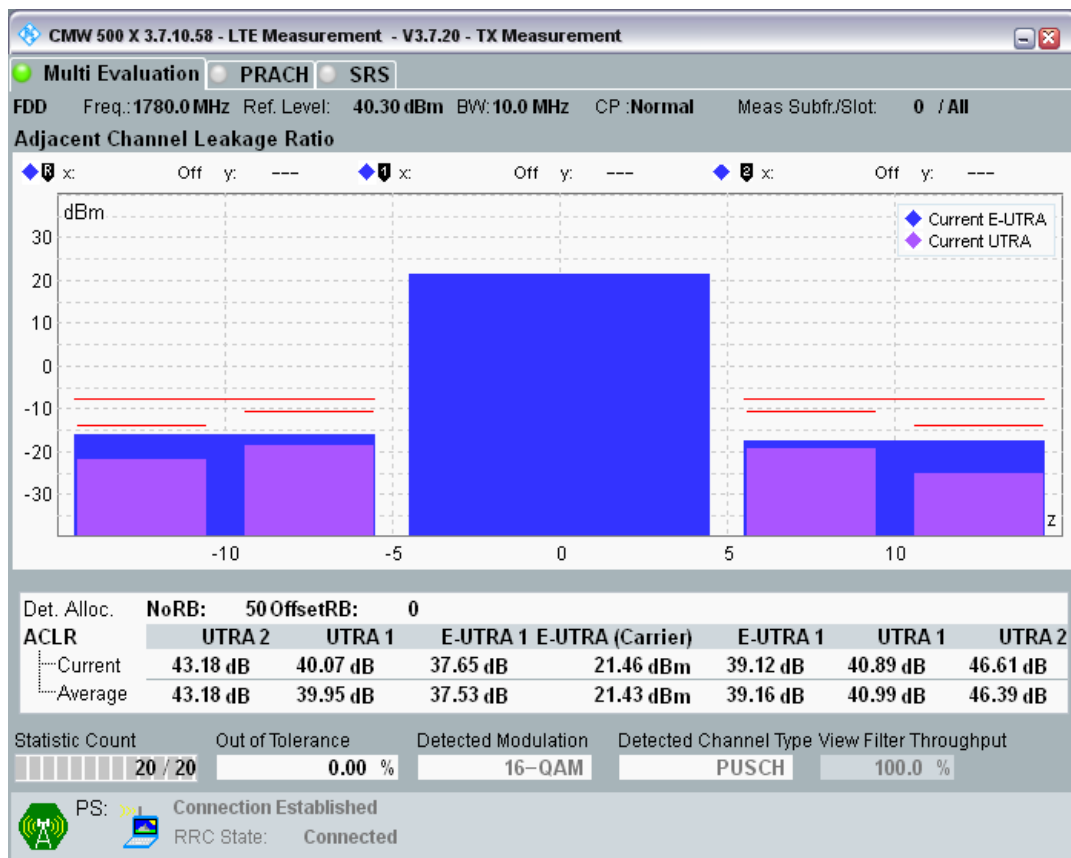 CMW 500 X 3.7.10.58 - LTE Measurement - V3.7.20 - TX Measurement
Multi Evaluation PRACH SRS
FDD Freq.: 1780.0 MHz Ref. Level: 40.30 dBm BW: 10.0 MHz CP :Normal Meas Subfr./Slot: 0 / All
Adjacent Channel Leakage Ratio
R x: Off y: --- 1 x: Off y: --- 2 x: Off y: ---
dBm
Current E-UTRA
Current UTRA
30
20
10
0
-10
-20
-30
z
-10 -5 0 5 10
Det. Alloc. NoRB: 50 OffsetRB: 0
ACLR UTRA 2 UTRA 1 E-UTRA 1 E-UTRA (Carrier) E-UTRA 1 UTRA 1 UTRA 2
Current 43.18 dB 40.07 dB 37.65 dB 21.46 dBm 39.12 dB 40.89 dB 46.61 dB
Average 43.18 dB 39.95 dB 37.53 dB 21.43 dBm 39.16 dB 40.99 dB 46.39 dB
Statistic Count Out of Tolerance Detected Modulation Detected Channel Type View Filter Throughput
20 / 20 0.00 % 16-QAM PUSCH 100.0 %
PS: Connection Established
RRC State: Connected